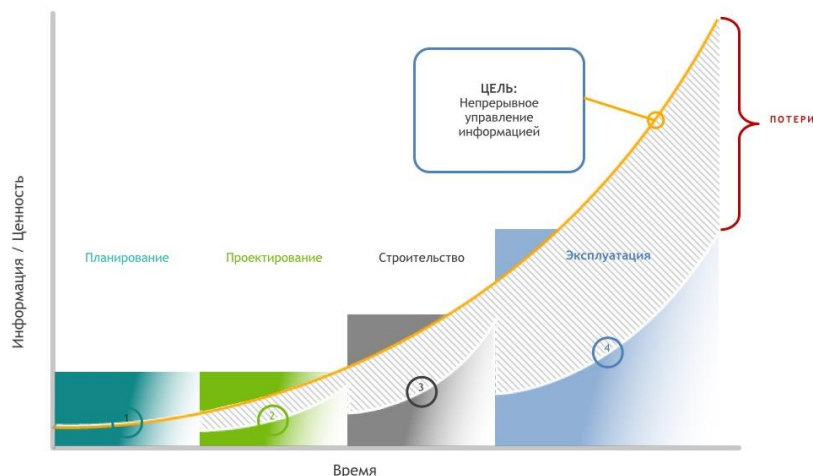 ЦЕЛЬ:
Непрерывное
управление
информацией
ПОТЕРИ
Информация / Ценность
Планирование
Проектирование
Строительство
Эксплуатация
1
2
3
4
Время